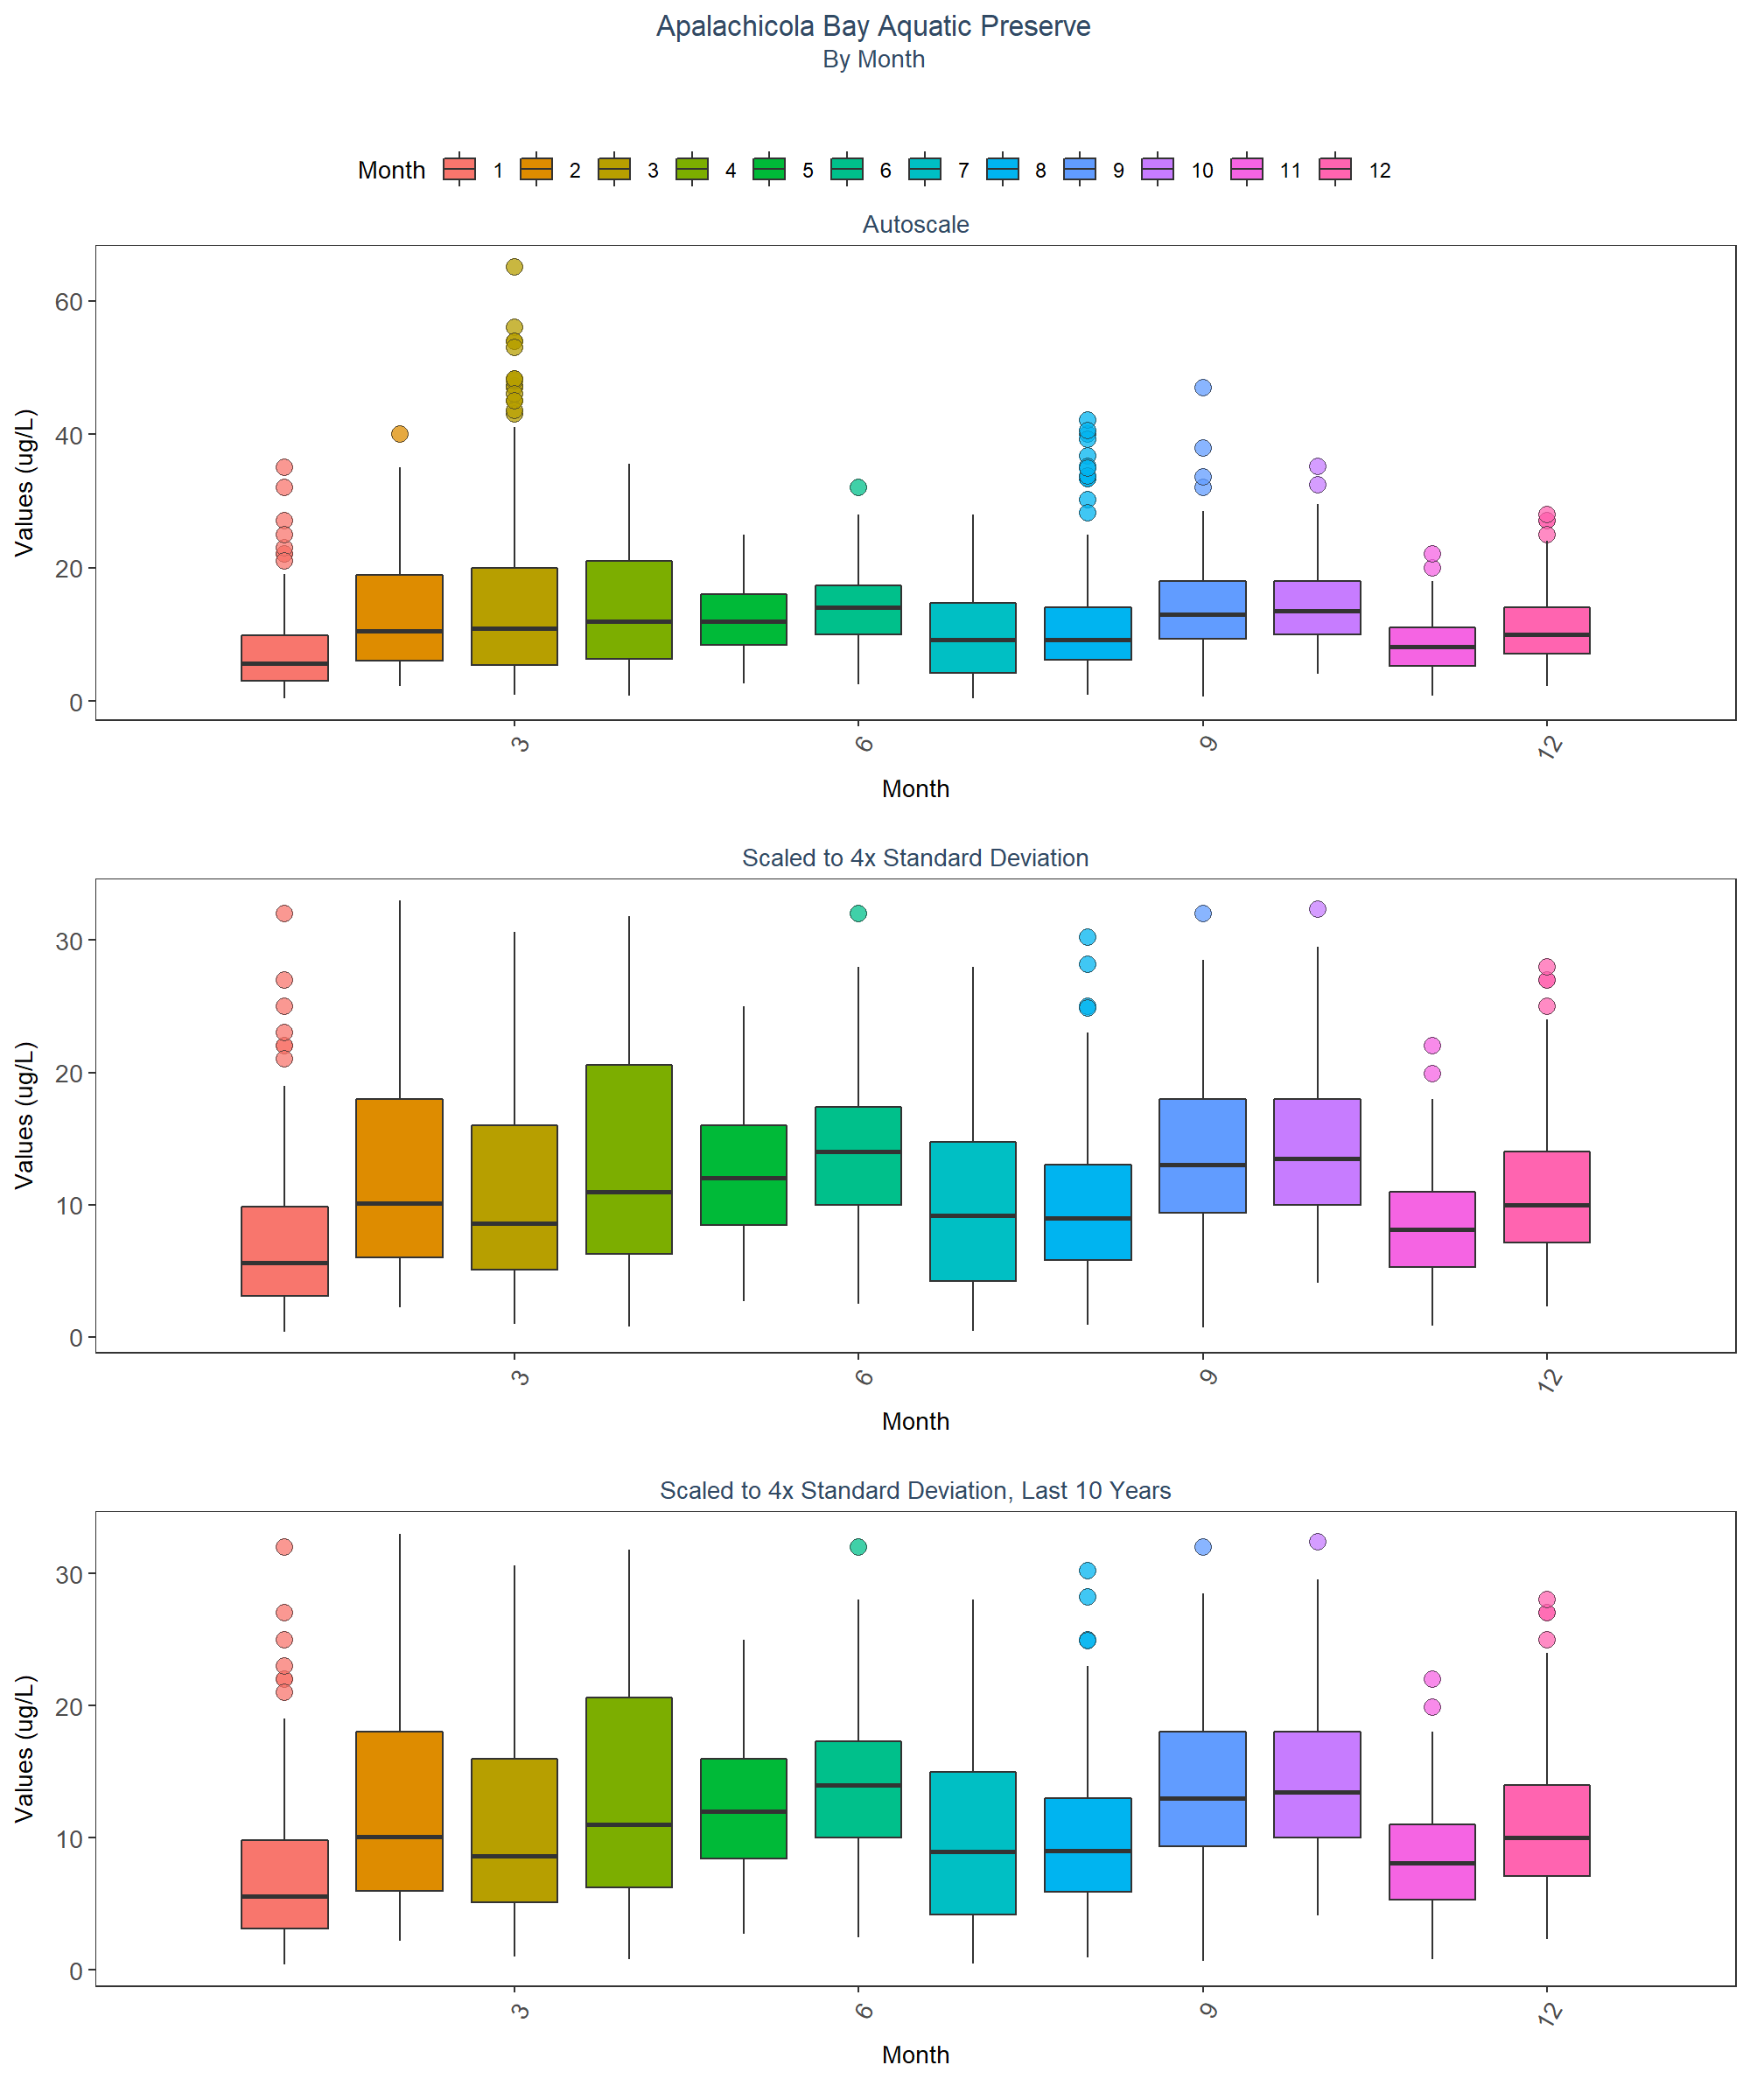 Apalachicola Bay Aquatic Preserve
By Month
Month 1 2 3 4 5 6 7 8 9 10 11 12
Autoscale
Values (ug/L)
60
40
20
0
3 6 9 12
Month
Scaled to 4x Standard Deviation
Values (ug/L)
30
20
10
0
3 6 9 12
Month
Scaled to 4x Standard Deviation, Last 10 Years
Values (ug/L)
30
20
10
0
3 6 9 12
Month